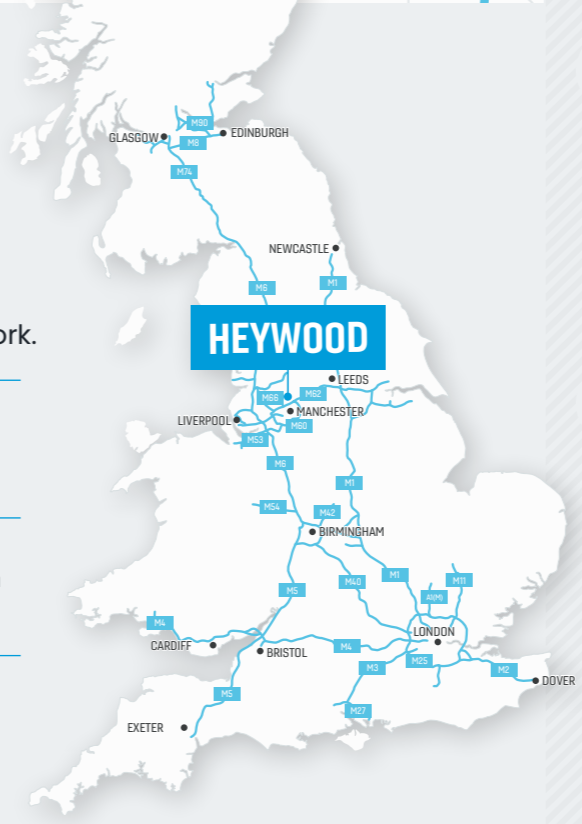 M90
GLASGOW
EDINBURGH
M8
M74
NEWCASTLE
M6
M1
ork.
HEYWOOD
LEEDS
M66
M62
MANCHESTER
LIVERPOOL
M60
M53
M6
M1
M54
M42
BIRMINGHAM
M1
M40
M11
M5
A1(M)
M4
LONDON
CARDIFF
M4
BRISTOL
M25
M3
M2
DOVER
M5
M27
EXETER